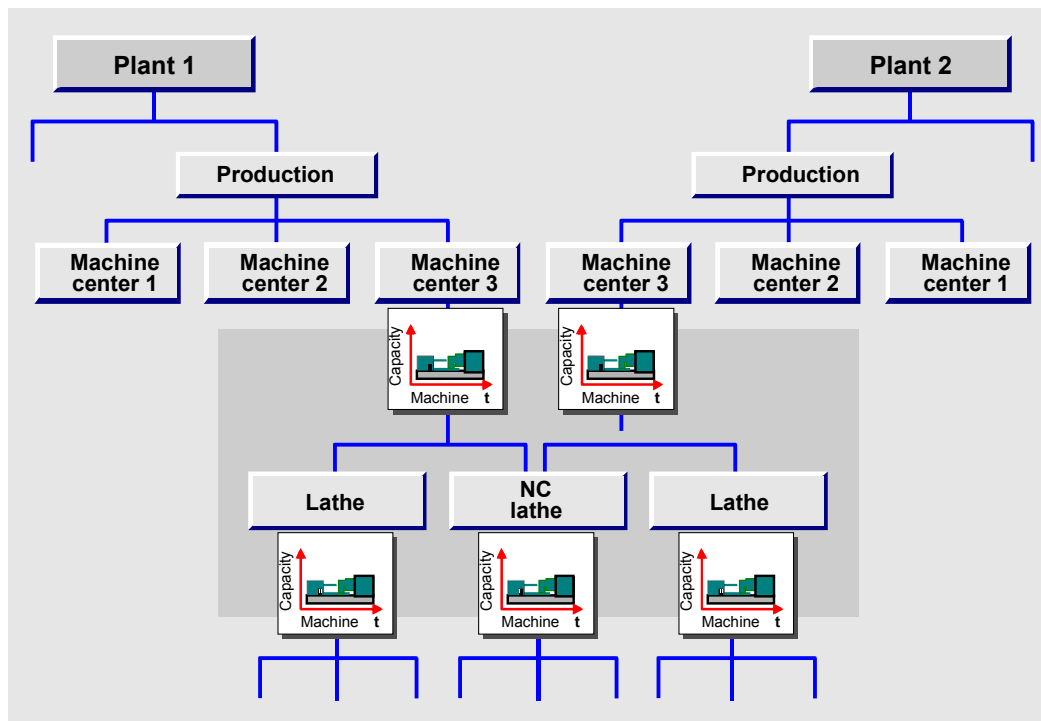 Plant 1
Plant 2
Production
Production
Machine
center 1
Machine
center 2
Machine
center 3
Machine
center 3
Machine
center 2
Machine
center 1
Capacity
Machine t
Capacity
Machine t
Lathe
NC
lathe
Lathe
Capacity
Machine t
Capacity
Machine t
Capacity
Machine t